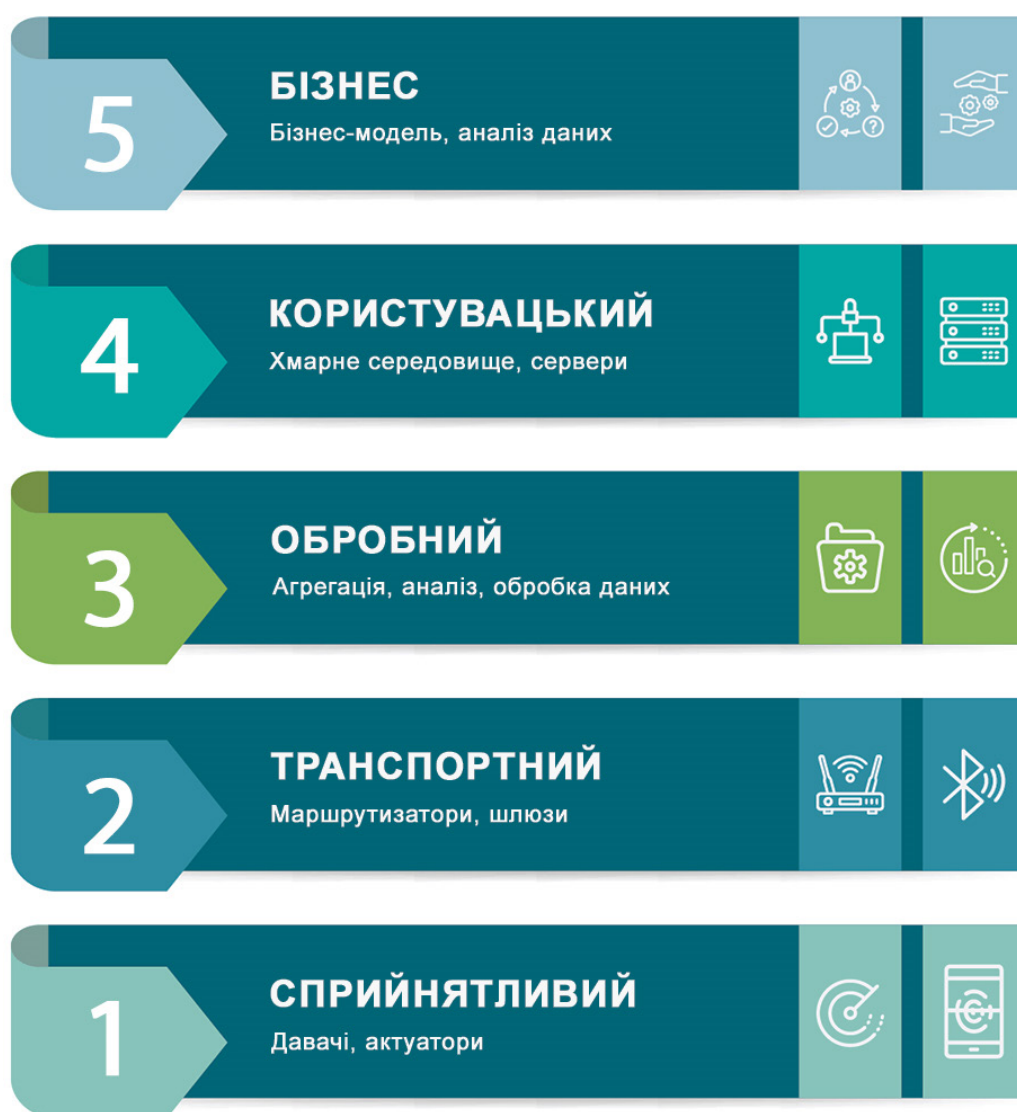 5
БІЗНЕС
Бізнес-модель, аналіз даних
4
КОРИСТУВАЦЬКИЙ
Хмарне середовище, сервери
3
ОБРОБНИЙ
Агрегація, аналіз, обробка даних
2
ТРАНСПОРТНИЙ
Маршрутизатори, шлюзи
1
СПРИЙНЯТЛИВИЙ
Давачі, актуатори